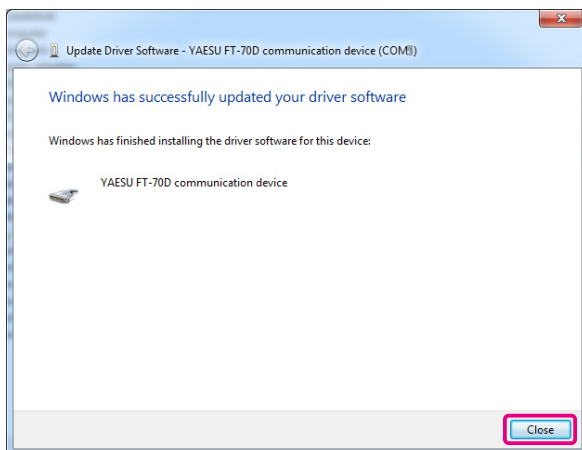 Update Driver Software - YAESU FT-70D communication device (COM)
Windows has successfully updated your driver software
Windows has finished installing the driver software for this device:
YAESU FT-70D communication device
Close